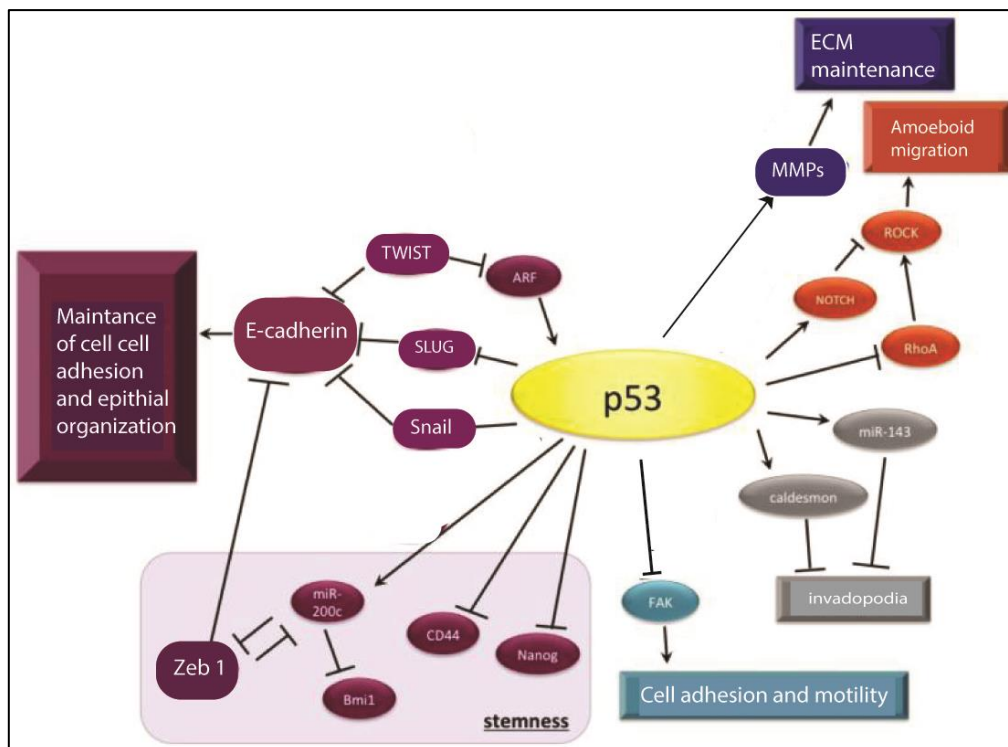 ECM
maintenance
Amoeboid
migration
MMPs
ROCK
TWIST
ARF
NOTCH
Maintance
of cell cell
adhesion
and epithial
organization
E-cadherin
SLUG
RhoA
p53
Snail
miR-143
caldesmon
miR-
200c
FAK
invadopodia
CD44
Nanog
Zeb 1
Bmi1
stemness
Cell adhesion and motility